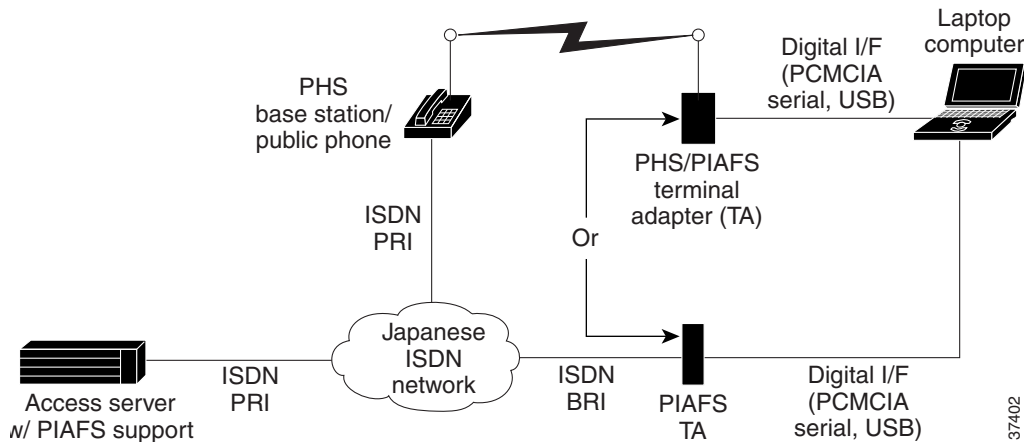 Laptop
computer
Digital I/F
(PCMCIA
serial, USB)
PHS
base station/
public phone
PHS/PIAFS
terminal
adapter (TA)
ISDN
PRI
Or
Japanese
ISDN
network
ISDN
PRI
ISDN
BRI
Access server
w/ PIAFS support
PIAFS
TA
Digital I/F
(PCMCIA
serial, USB)
37402